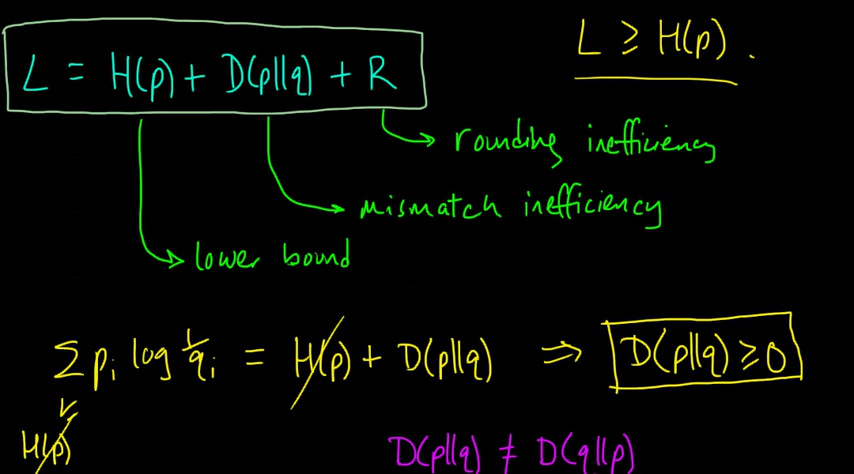 L = H(p) + D(p||q) + R
L ≥ H(p).
rounding inefficiency
mismatch inefficiency
lower bound
∑ pᵢ log 1/qᵢ = H(p) + D(p||q) ⇒ D(p||q) ≥ 0
H(p)
D(p||q) ≠ D(q||p)